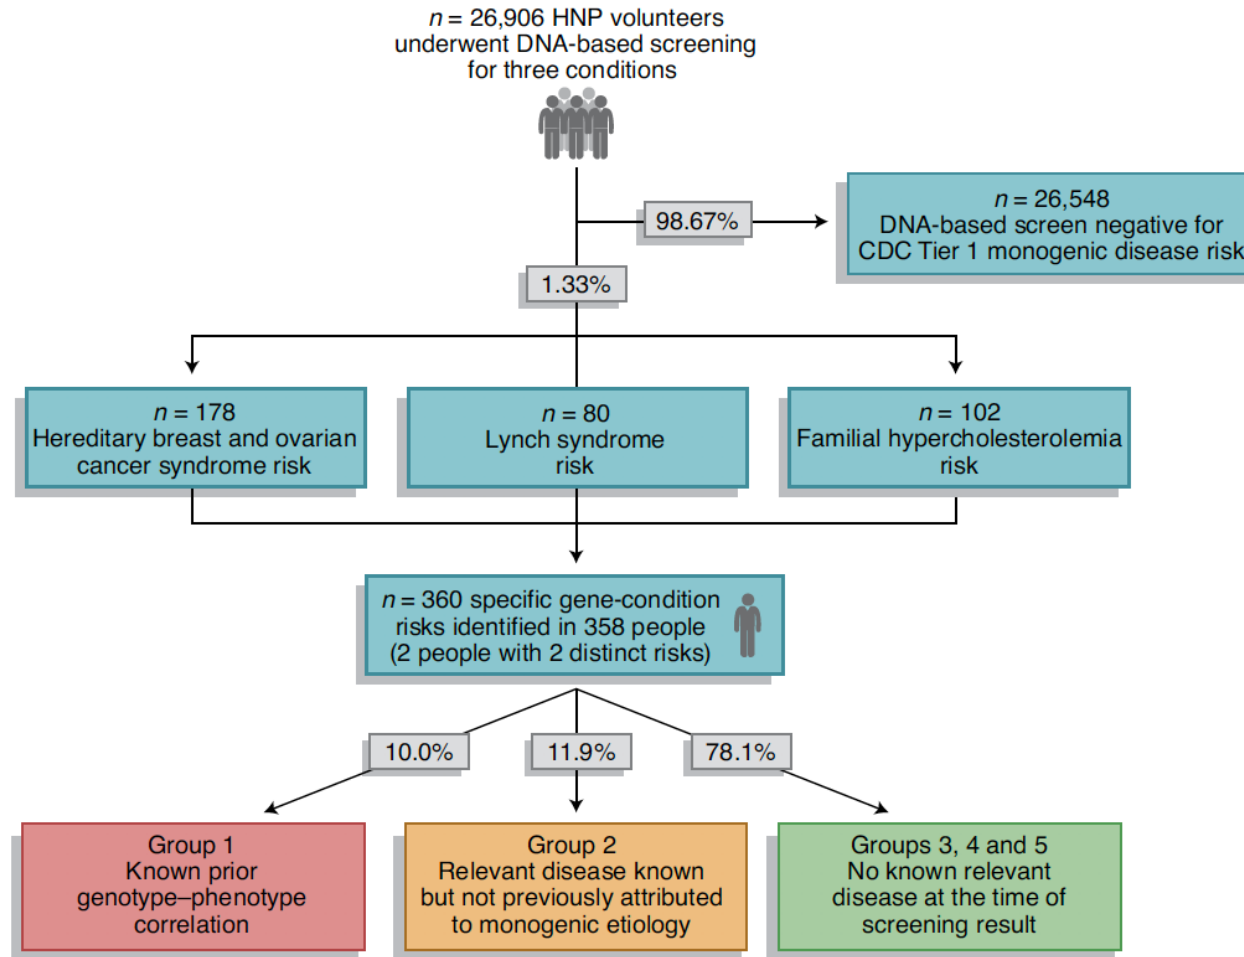 n = 26,906 HNP volunteers
underwent DNA-based screening
for three conditions
98.67%
n = 26,548
DNA-based screen negative for
CDC Tier 1 monogenic disease risk
1.33%
n = 178
Hereditary breast and ovarian
cancer syndrome risk
n = 80
Lynch syndrome
risk
n = 102
Familial hypercholesterolemia
risk
n = 360 specific gene-condition
risks identified in 358 people
(2 people with 2 distinct risks)
10.0%
11.9%
78.1%
Group 1
Known prior
genotype–phenotype
correlation
Group 2
Relevant disease known
but not previously attributed
to monogenic etiology
Groups 3, 4 and 5
No known relevant
disease at the time of
screening result